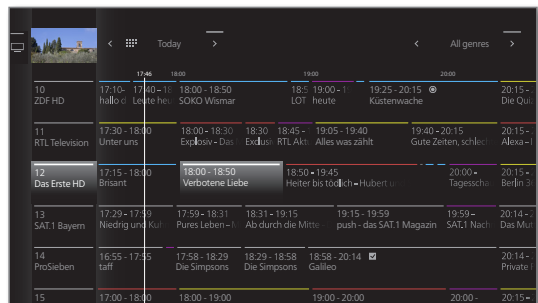 Today
All genres
17:46 18:00 19:00 20:00
10 17:10- 17:40 - 18 18:00 - 18:50 18:5 19:00 - 1 19:25 - 20:15 20:15 -
ZDF HD hallo d Leute heu SOKO Wismar LOT heute Küstenwache Die Qui
11 17:30 - 18:00 18:00 - 18:30 18:30 18:45 - 19:05 - 19:40 19:40 - 20:15 20:15 -
RTL Television Unter uns Explosiv - Das Exclusiv RTL Akt Alles was zählt Gute Zeiten, schlech Alexa - I
12 17:15 - 18:00 18:00 - 18:50 18:50 - 19:45 20:00 - 20:15 -
Das Erste HD Brisant Verbotene Liebe Heiter bis tödlich – Hubert u Tagesscha Berlin 3
13 17:29 - 17:59 17:59 - 18:31 18:31 - 19:15 19:15 - 19:59 19:59 - 20:14 -
SAT.1 Bayern Niedrig und Kuh Pures Leben – Ab durch die Mitte - push - das SAT.1 Magazin SAT.1 Nach Das Mut
14 16:55 - 17:55 17:58 - 18:29 18:29 - 18:58 18:58 - 20:14 20:14 -
ProSieben taff Die Simpsons Die Simpsons Galileo Private
15 17:00 - 18:00 18:00 - 19:00 19:00 - 20:00 20:00 - 20:15 -